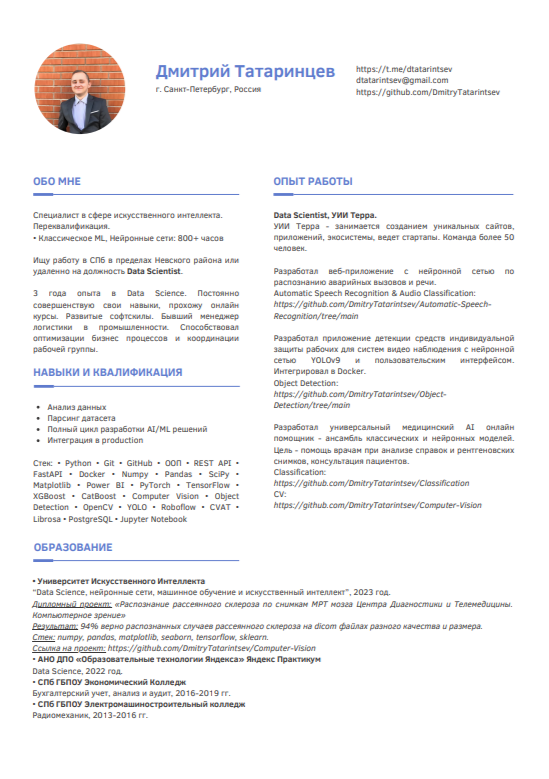 Дмитрий Татаринцев
г. Санкт-Петербург, Россия
https://t.me/dtatarintsev
dtatarintsev@gmail.com
https://github.com/DmitryTatarintsev
ОБО МНЕ
Специалист в сфере искусственного интеллекта.
Переквалификация.
• Классическое ML, Нейронные сети: 800+ часов
Ищу работу в СПб в пределах Невского района или
удаленно на должность Data Scientist.
3 года опыта в Data Science. Постоянно
совершенствую свои навыки, прохожу онлайн
курсы. Развитые софтскилы. Бывший менеджер
логистики в промышленности. Способствовал
оптимизации бизнес процессов и координации
рабочей группы.
НАВЫКИ И КВАЛИФИКАЦИЯ
• Анализ данных
• Парсинг датасета
• Полный цикл разработки AI/ML решений
• Интеграция в production
Стек: • Python • Git • GitHub • ООП • REST API •
FastAPI • Docker • Numpy • Pandas • SciPy •
Matplotlib • Power BI • PyTorch • TensorFlow •
XGBoost • CatBoost • Computer Vision • Object
Detection • OpenCV • YOLO • Roboflow • CVAT •
Librosa • PostgreSQL • Jupyter Notebook
ОПЫТ РАБОТЫ
Data Scientist, УИИ Терра.
УИИ Терра – занимается созданием уникальных сайтов,
приложений, экосистемы, ведет стартапы. Команда более 50
человек.
Разработал веб-приложение с нейронной сетью по
распознанию аварийных вызовов и речи.
Automatic Speech Recognition & Audio Classification:
https://github.com/DmitryTatarintsev/Automatic-Speech-
Recognition/tree/main
Разработал приложение детекции средств индивидуальной
защиты рабочих для систем видео наблюдения с нейронной
сетью YOLOv9 и пользовательским интерфейсом.
Интегрировал в Docker.
Object Detection:
https://github.com/DmitryTatarintsev/Object-
Detection/tree/main
Разработал универсальный медицинский AI онлайн
помощник - ансамбль классических и нейронных моделей.
Цель – помощь врачам при анализе справок и рентгеновских
снимков, консультация пациентов.
Classification:
https://github.com/DmitryTatarintsev/Classification
CV:
https://github.com/DmitryTatarintsev/Computer-Vision
ОБРАЗОВАНИЕ
• Университет Искусственного Интеллекта
“Data Science, нейронные сети, машинное обучение и искусственный интеллект”, 2023 год.
Дипломный проект: «Распознание рассеянного склероза по снимкам МРТ мозга Центра Диагностики и Телемедицины.
Компьютерное зрение»
Результат: 94% верно распознанных случаев рассеянного склероза на dicom файлах разного качества и размера.
Стек: numpy, pandas, matplotlib, seaborn, tensorflow, sklearn.
Ссылка на проект: https://github.com/DmitryTatarintsev/Computer-Vision
• АНО ДПО «Образовательные технологии Яндекса» Яндекс Практикум
Data Science, 2022 год.
• СПб ГБПОУ Экономический Колледж
Бухгалтерский учет, анализ и аудит, 2016–2019 гг.
• СПб ГБПОУ Электромашиностроительный колледж
Радиомеханик, 2013–2016 гг.